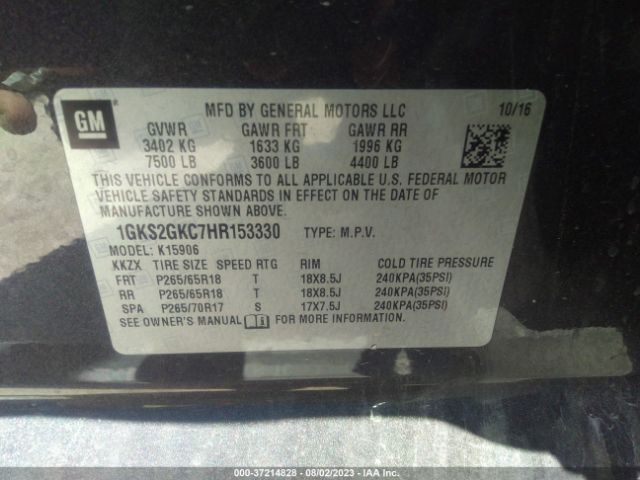 GM
MFD BY GENERAL MOTORS LLC 10/16
GVWR GAWR FRT GAWR RR
3402 KG 1633 KG 1996 KG
7500 LB 3600 LB 4400 LB
THIS VEHICLE CONFORMS TO ALL APPLICABLE U.S. FEDERAL MOTOR
VEHICLE SAFETY STANDARDS IN EFFECT ON THE DATE OF
MANUFACTURE SHOWN ABOVE.
1GKS2GKC7HR153330 TYPE: M.P.V.
MODEL: K15906
KKZX TIRE SIZE SPEED RTG RIM COLD TIRE PRESSURE
FRT P265/65R18 T 18X8.5J 240KPA(35PSI)
RR P265/65R18 T 18X8.5J 240KPA(35PSI)
SPA P265/70R17 S 17X7.5J 240KPA(35PSI)
SEE OWNER'S MANUAL FOR MORE INFORMATION.
000-37214828 - 08/02/2023 - IAA Inc.